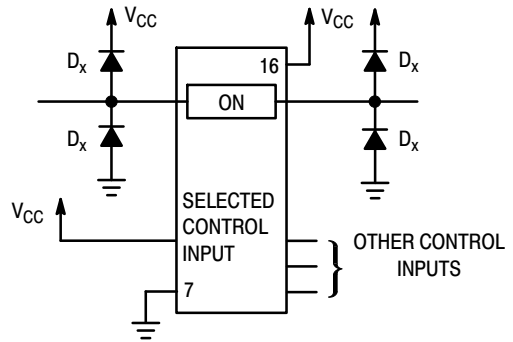 VCC
VCC
Dx
16
Dx
ON
Dx
Dx
VCC
SELECTED
CONTROL
INPUT
OTHER CONTROL
INPUTS
7